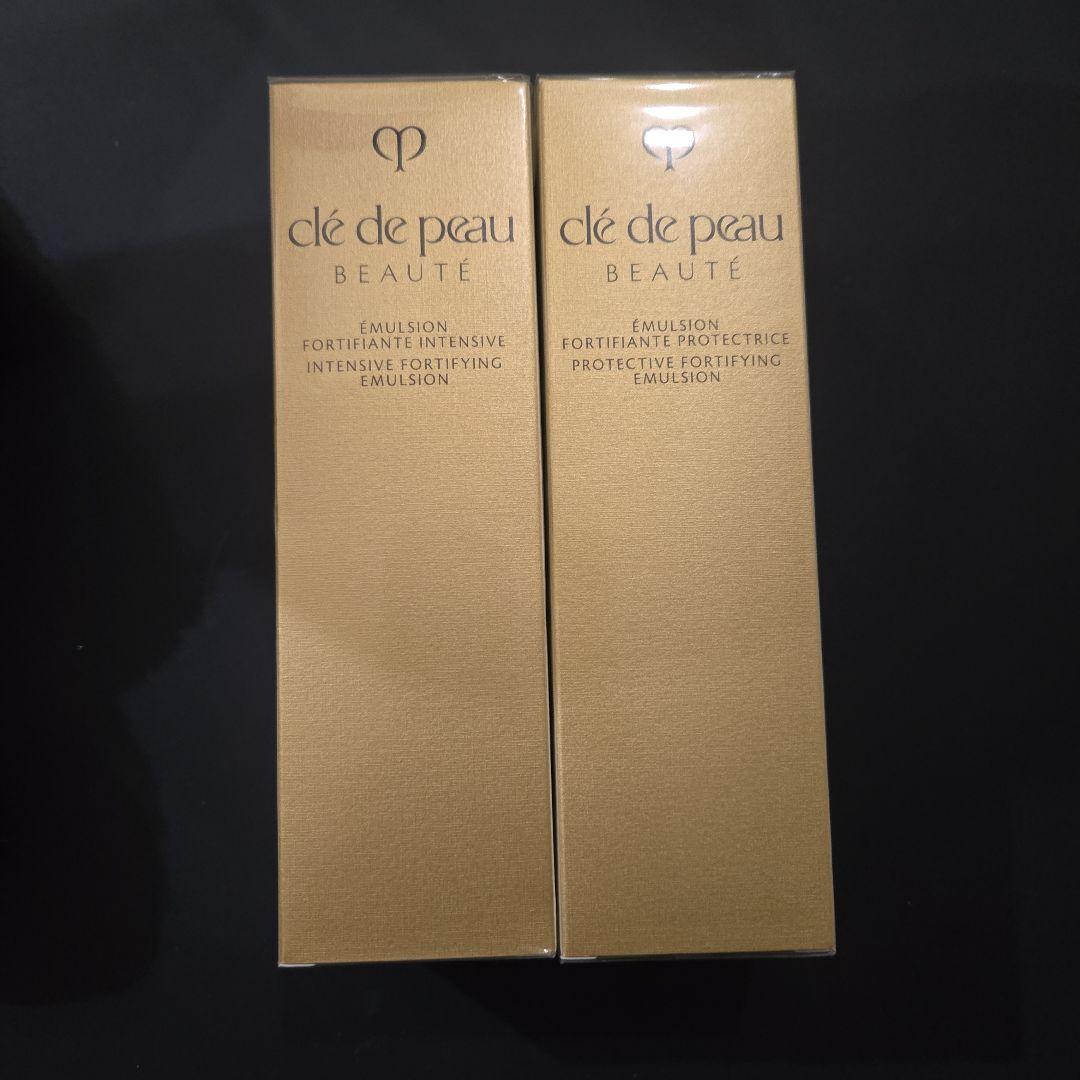 clé de peau
BEAUTÉ
ÉMULSION
FORTIFIANTE INTENSIVE
INTENSIVE FORTIFYING
EMULSION
clé de peau
BEAUTÉ
ÉMULSION
FORTIFIANTE PROTECTRICE
PROTECTIVE FORTIFYING
EMULSION